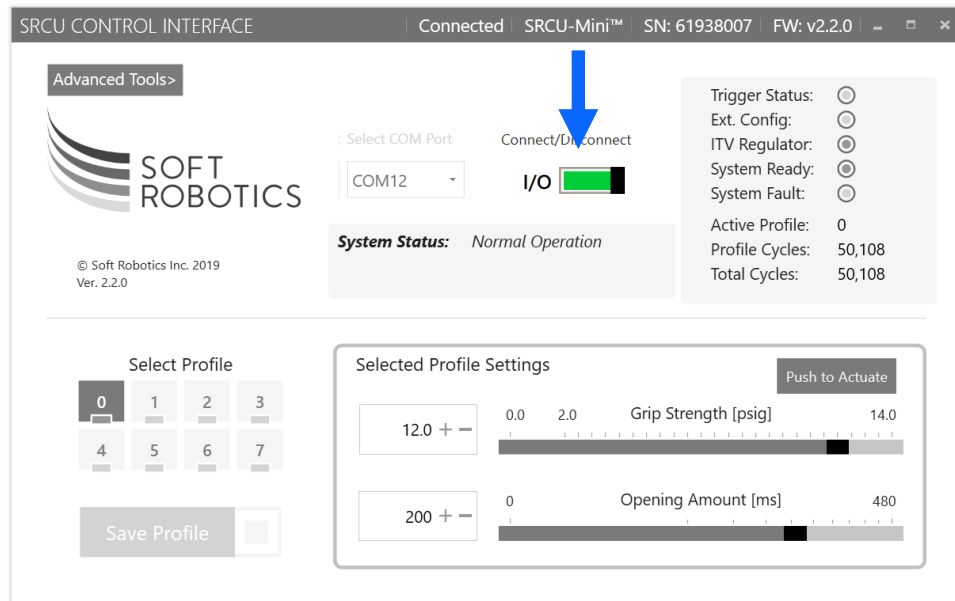 SRCU CONTROL INTERFACE Connected SRCU-Mini™ SN: 61938007 FW: v2.2.0
Advanced Tools>
SOFT
ROBOTICS
© Soft Robotics Inc. 2019
Ver. 2.2.0
: Select COM Port
COM12
Connect/Disconnect
I/O
System Status: Normal Operation
Trigger Status:
Ext. Config:
ITV Regulator:
System Ready:
System Fault:
Active Profile: 0
Profile Cycles: 50,108
Total Cycles: 50,108
Select Profile
0 1 2 3
4 5 6 7
Save Profile
Selected Profile Settings
Push to Actuate
12.0 + −
0.0 2.0 Grip Strength [psig] 14.0
200 + −
0 Opening Amount [ms] 480